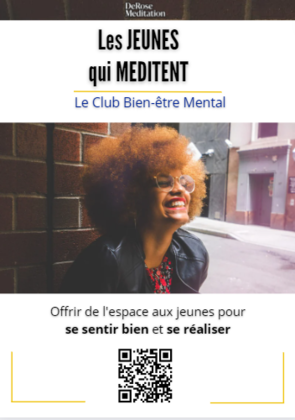 DeRose
Meditation
Les JEUNES
qui MEDITENT
Le Club Bien-être Mental
Offrir de l'espace aux jeunes pour
se sentir bien et se réaliser